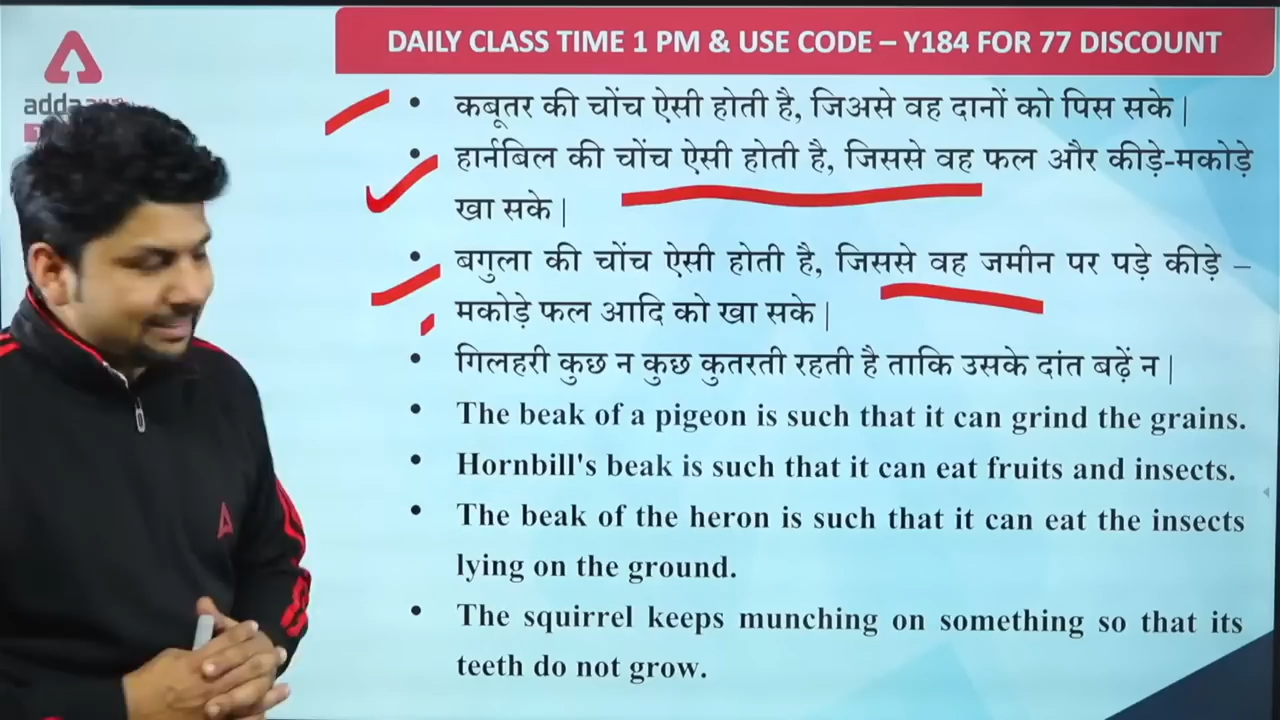 DAILY CLASS TIME 1 PM & USE CODE – Y184 FOR 77 DISCOUNT
• कबूतर की चोंच ऐसी होती है, जिअसे वह दानों को पिस सके |
• हार्नबिल की चोंच ऐसी होती है, जिससे वह फल और कीड़े-मकोड़े
खा सके |
• बगुला की चोंच ऐसी होती है, जिससे वह जमीन पर पड़े कीड़े –
मकोड़े फल आदि को खा सके |
• गिलहरी कुछ न कुछ कुतरती रहती है ताकि उसके दांत बढ़ें न |
• The beak of a pigeon is such that it can grind the grains.
• Hornbill's beak is such that it can eat fruits and insects.
• The beak of the heron is such that it can eat the insects
lying on the ground.
• The squirrel keeps munching on something so that its
teeth do not grow.